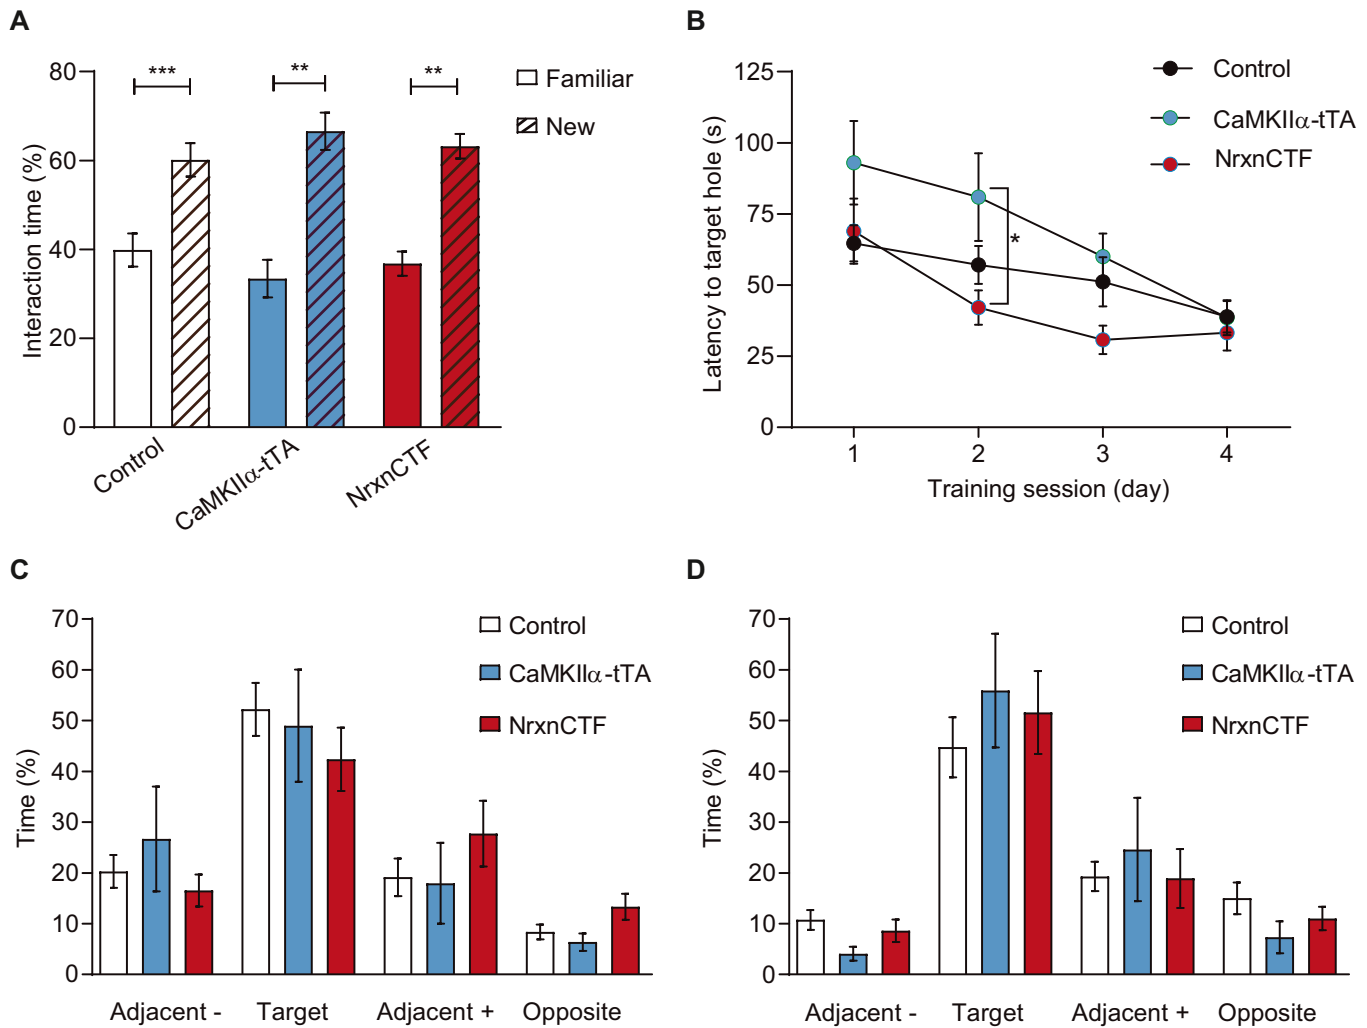 A
Interaction time (%)
80
60
40
20
0
***
**
**
Familiar
New
Control
CaMKIIα-tTA
NrxnCTF
B
Latency to target hole (s)
125
100
75
50
25
0
*
Control
CaMKIIα-tTA
NrxnCTF
1 2 3 4
Training session (day)
C
Time (%)
70
60
50
40
30
20
10
0
Control
CaMKIIα-tTA
NrxnCTF
Adjacent - Target Adjacent + Opposite
D
Time (%)
70
60
50
40
30
20
10
0
Control
CaMKIIα-tTA
NrxnCTF
Adjacent - Target Adjacent + Opposite